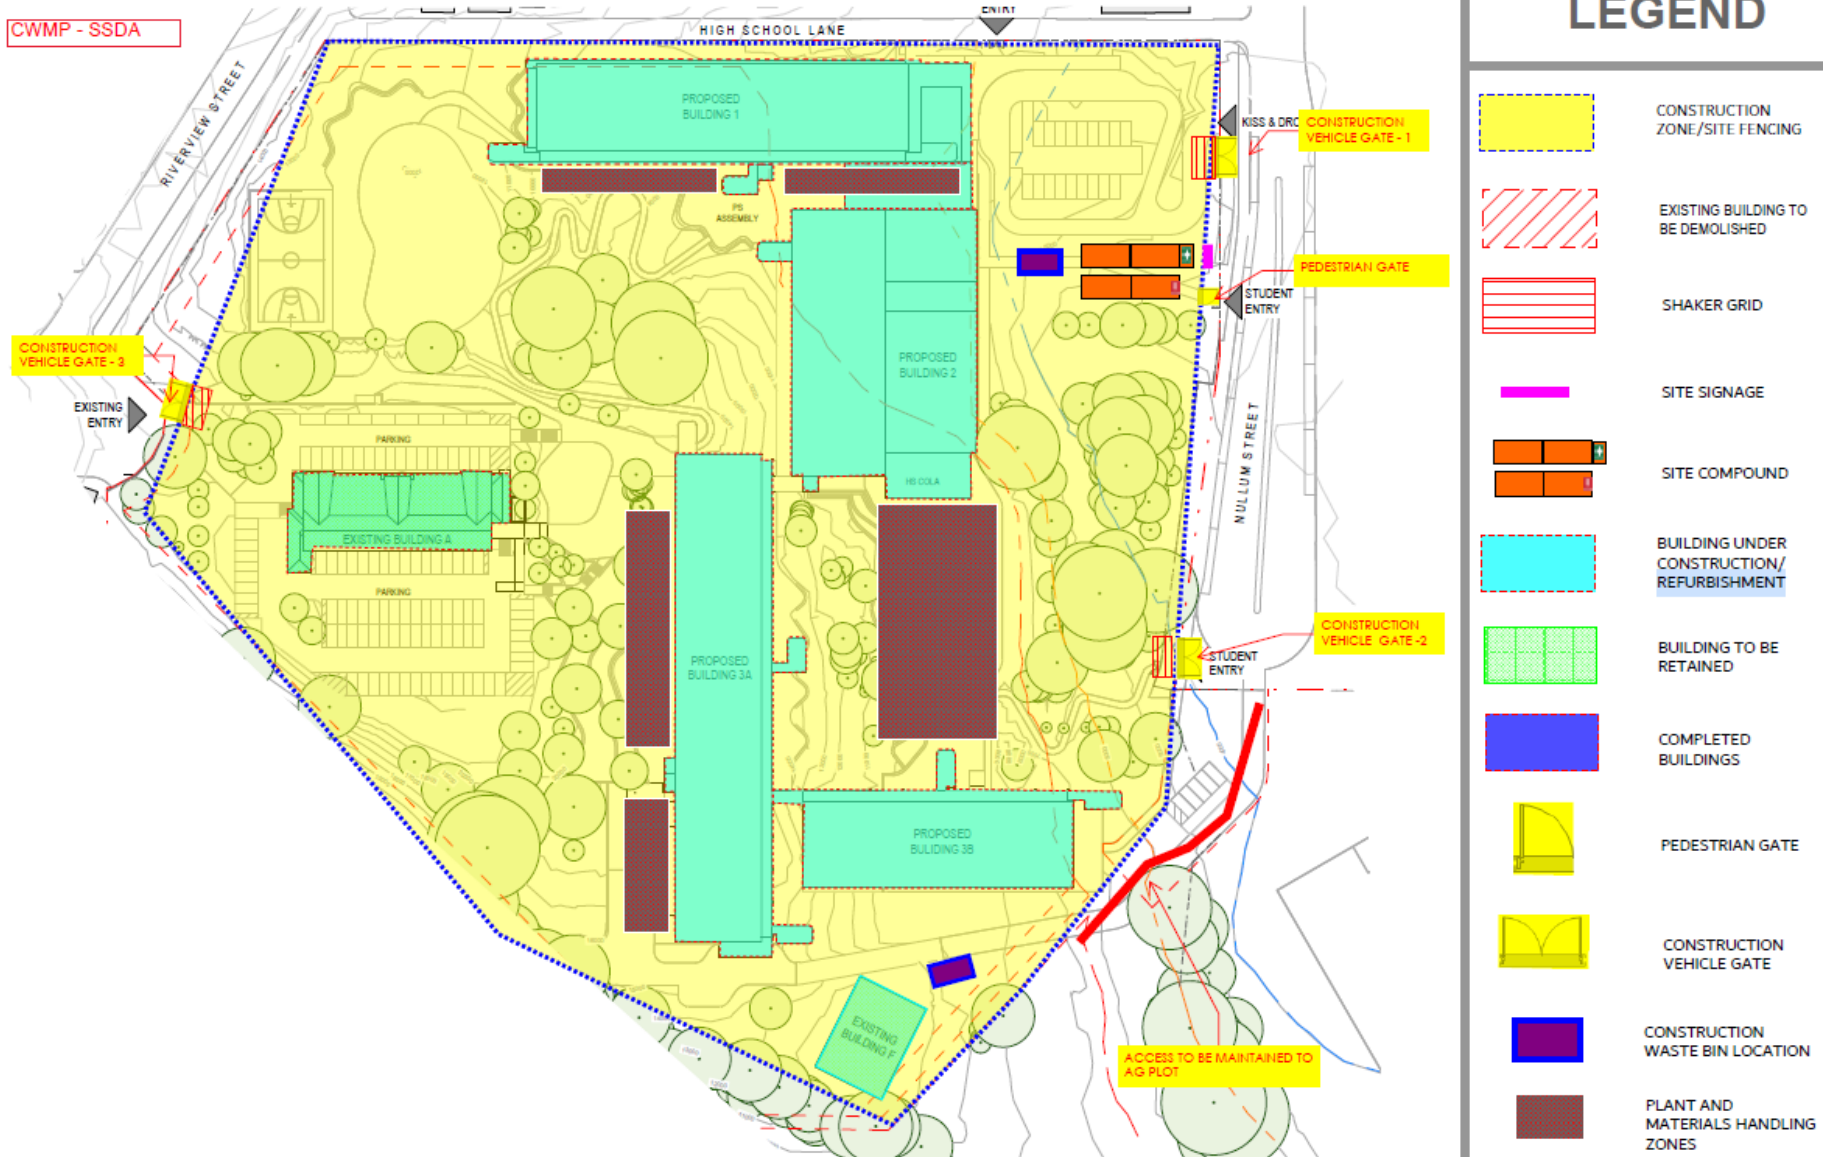 CWMP - SSDA
ENTRY
HIGH SCHOOL LANE
RIVERVIEW STREET
PROPOSED
BUILDING 1
KISS & DRO
CONSTRUCTION
VEHICLE GATE - 1
PS
ASSEMBLY
PEDESTRIAN GATE
STUDENT
ENTRY
CONSTRUCTION
VEHICLE GATE - 3
EXISTING
ENTRY
PROPOSED
BUILDING 2
PARKING
HS COLA
NULLUM STREET
EXISTING BUILDING A
PARKING
CONSTRUCTION
VEHICLE GATE -2
STUDENT
ENTRY
PROPOSED
BUILDING 3A
PROPOSED
BULIDING 3B
EXISTING
BUILDING F
ACCESS TO BE MAINTAINED TO
AG PLOT
LEGEND
CONSTRUCTION
ZONE/SITE FENCING
EXISTING BUILDING TO
BE DEMOLISHED
SHAKER GRID
SITE SIGNAGE
SITE COMPOUND
BUILDING UNDER
CONSTRUCTION/
REFURBISHMENT
BUILDING TO BE
RETAINED
COMPLETED
BUILDINGS
PEDESTRIAN GATE
CONSTRUCTION
VEHICLE GATE
CONSTRUCTION
WASTE BIN LOCATION
PLANT AND
MATERIALS HANDLING
ZONES